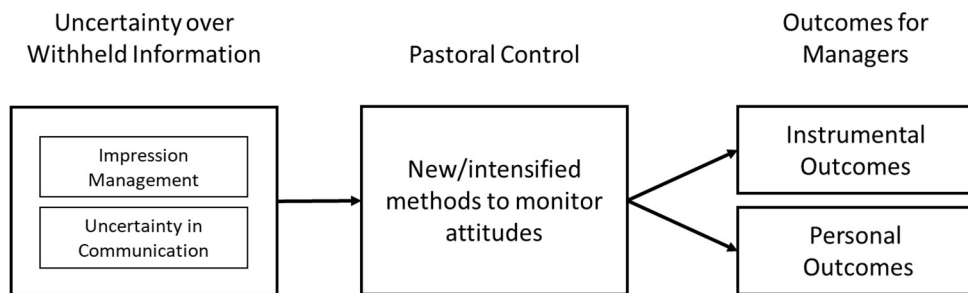 Uncertainty over
Withheld Information
Pastoral Control
Outcomes for
Managers
Impression
Management
Uncertainty in
Communication
New/intensified
methods to monitor
attitudes
Instrumental
Outcomes
Personal
Outcomes